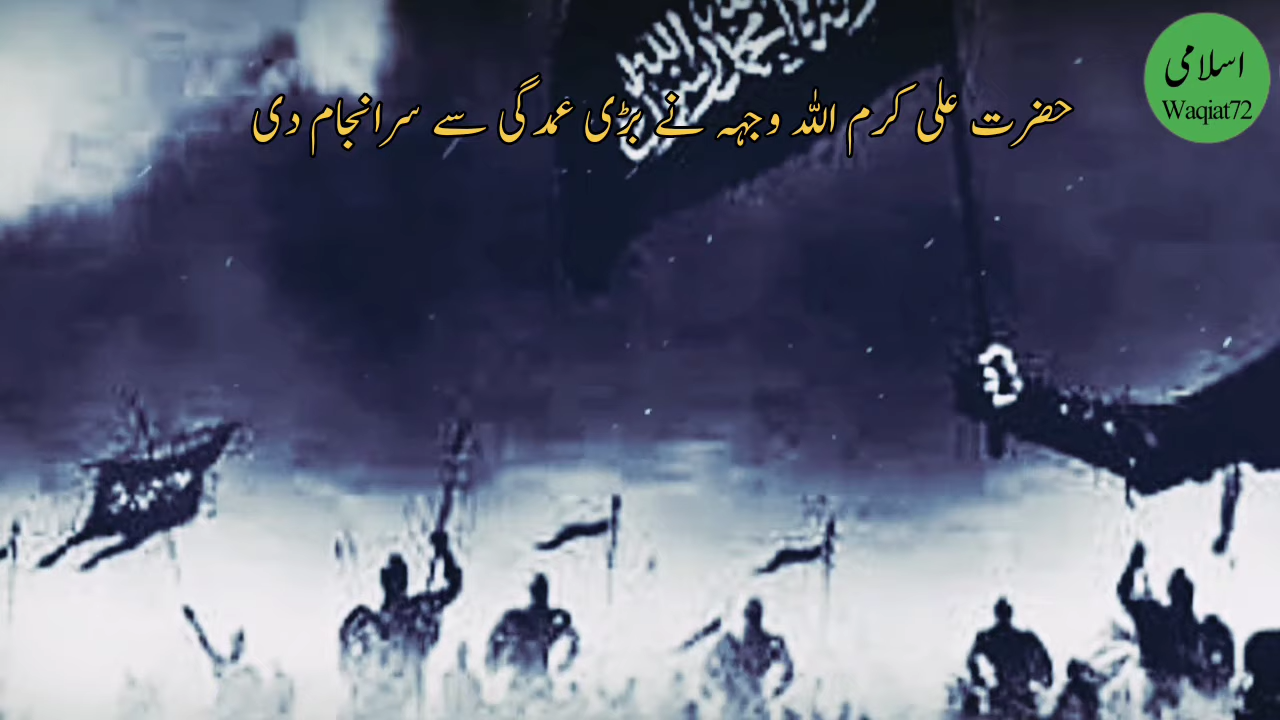 حضرت علی کرم اللہ وجہہ نے بڑی عمدگی سے سرانجام دی
اسلامی
Waqiat72